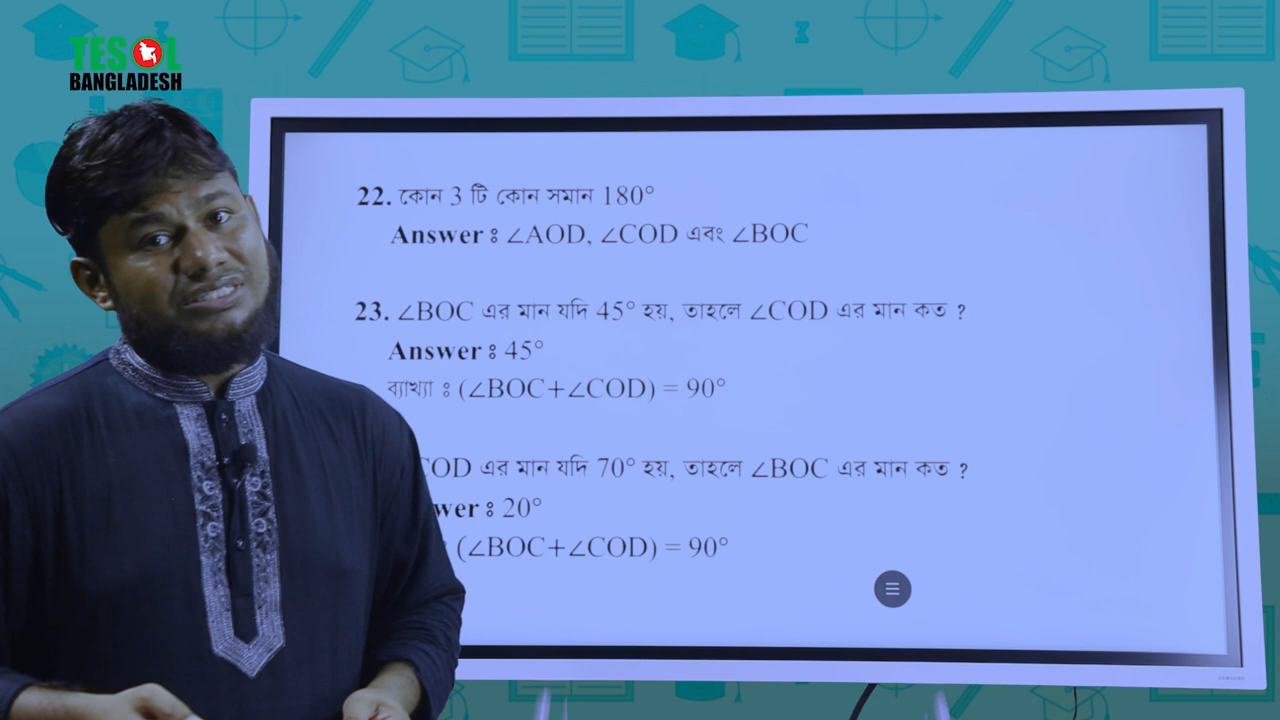 TESOL
BANGLADESH
22. কোন 3 টি কোন সমান 180°
Answer ঃ ∠AOD, ∠COD এবং ∠BOC
23. ∠BOC এর মান যদি 45° হয়, তাহলে ∠COD এর মান কত ?
Answer ঃ 45°
ব্যাখ্যা ঃ (∠BOC+∠COD) = 90°
COD এর মান যদি 70° হয়, তাহলে ∠BOC এর মান কত ?
wer ঃ 20°
(∠BOC+∠COD) = 90°